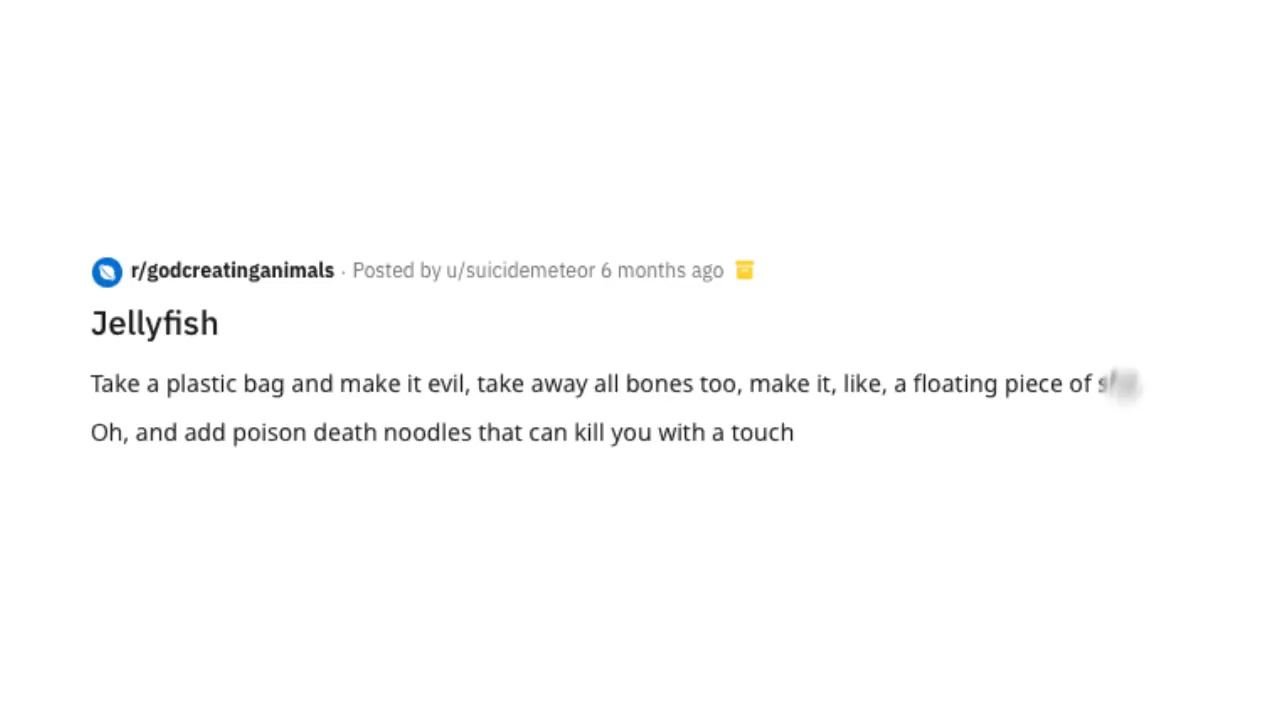 r/godcreatinganimals · Posted by u/suicidemeteor 6 months ago
Jellyfish
Take a plastic bag and make it evil, take away all bones too, make it, like, a floating piece of
Oh, and add poison death noodles that can kill you with a touch